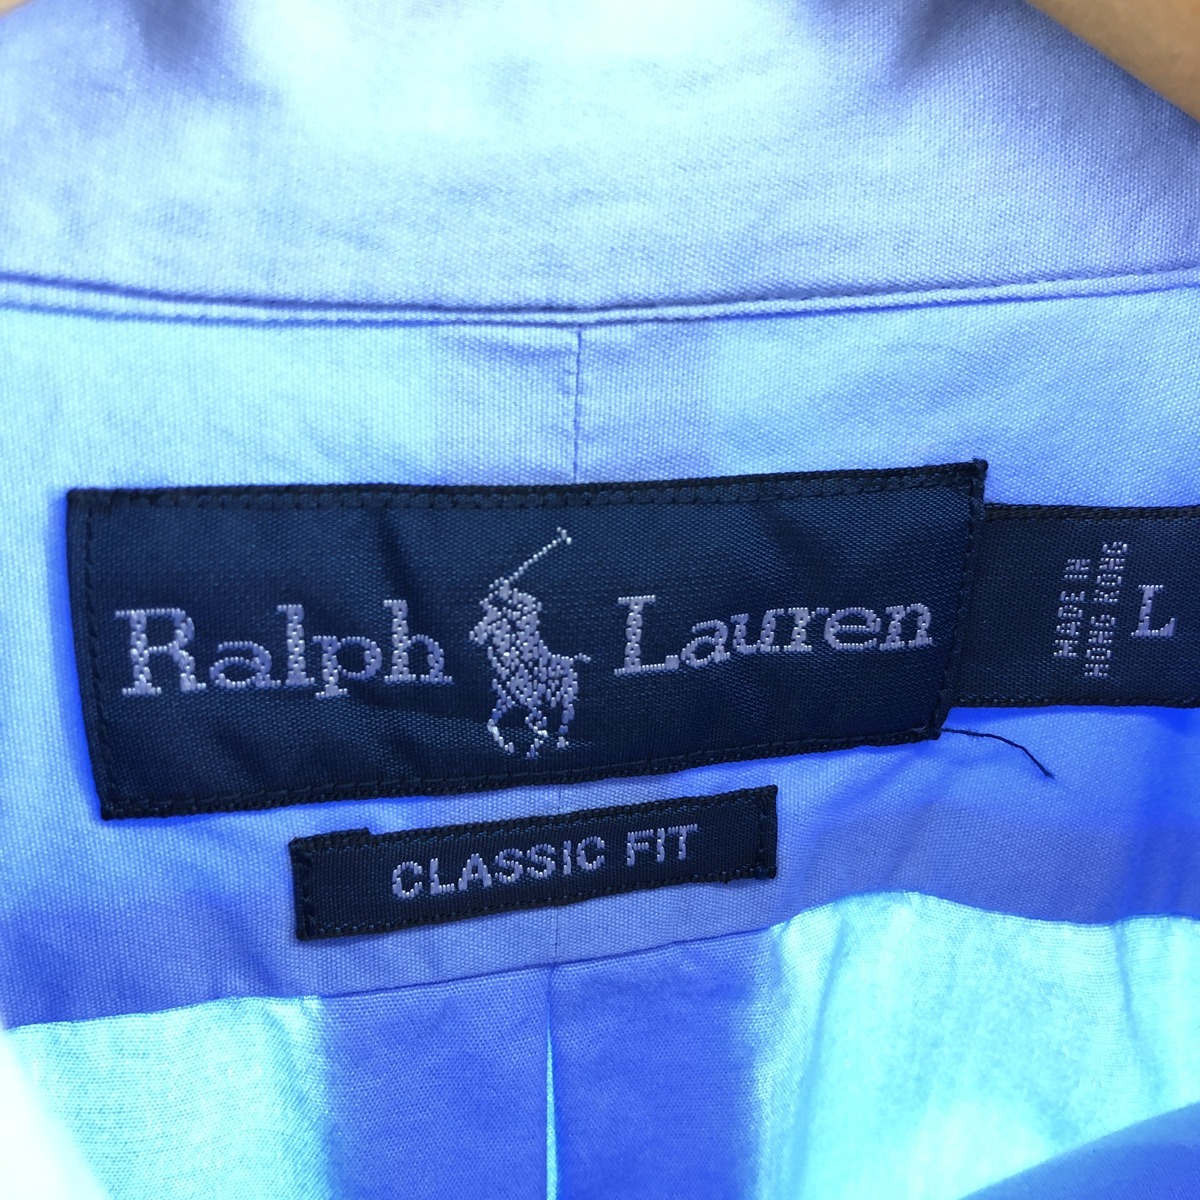 Ralph Lauren
CLASSIC FIT
MADE IN
HONG KONG
L